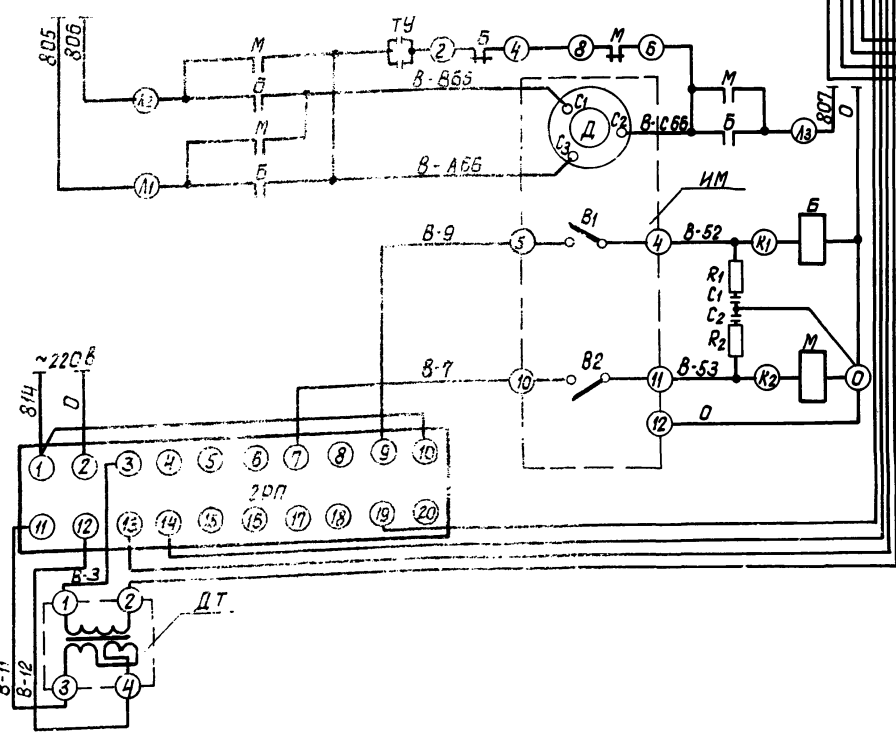 805
806
М
ТУ
2
Б
4
8
М
6
Л2
Б
В-В66
С1
Д
С2
С3
В-С66
М
Б
Л3
807
0
М
Л1
Б
В-А66
ИМ
В-9
5
В1
4
В-52
К1
Б
R1
С1
С2
R2
~220 В
814
0
В-7
10
В2
11
В-53
К2
М
0
12
0
1 2 3 4 5 6 7 8 9 10
2РП
11 12 13 14 15 16 17 18 19 20
В-3
1 2
ДТ
В-11
В-12
3 4